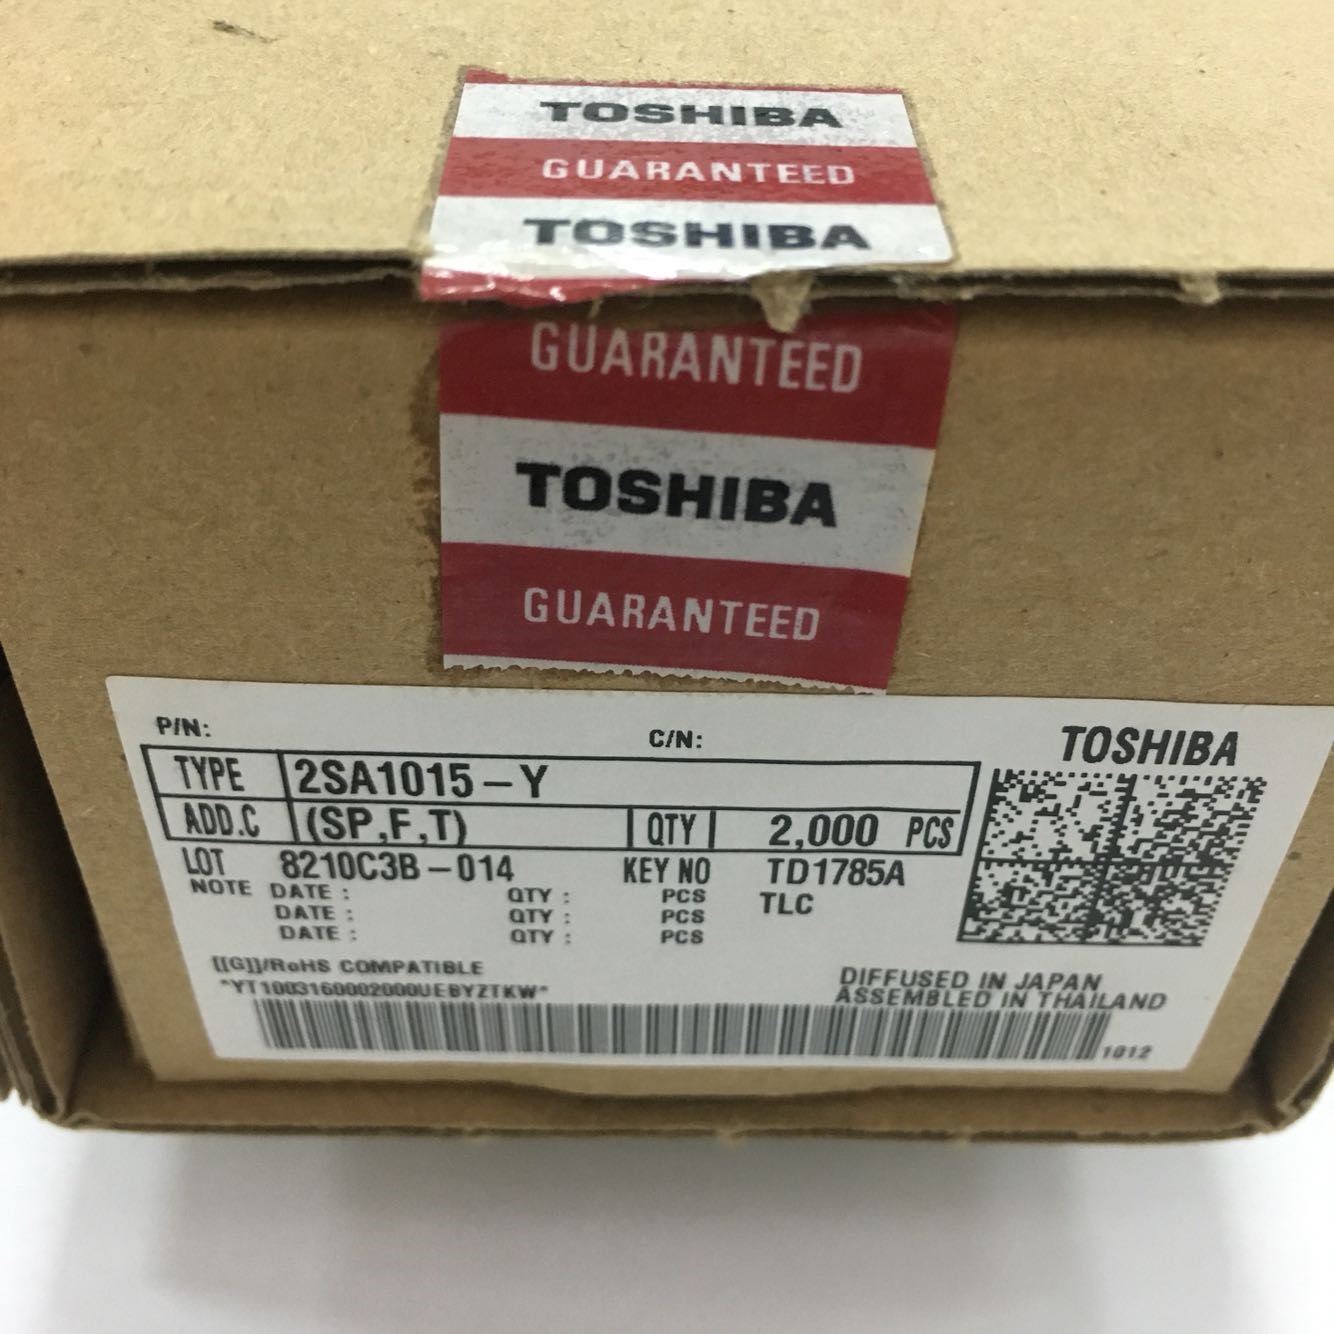 TOSHIBA
GUARANTEED
TOSHIBA
GUARANTEED
TOSHIBA
GUARANTEED
P/N: C/N: TOSHIBA
TYPE 2SA1015-Y
ADD.C (SP,F,T) QTY 2,000 PCS
LOT 8210C3B-014 KEY NO TD1785A
NOTE DATE : QTY : PCS TLC
DATE : QTY : PCS
DATE : QTY : PCS
[[G]]/RoHS COMPATIBLE DIFFUSED IN JAPAN
*YT1003160002000UEBYZTKW* ASSEMBLED IN THAILAND
1012